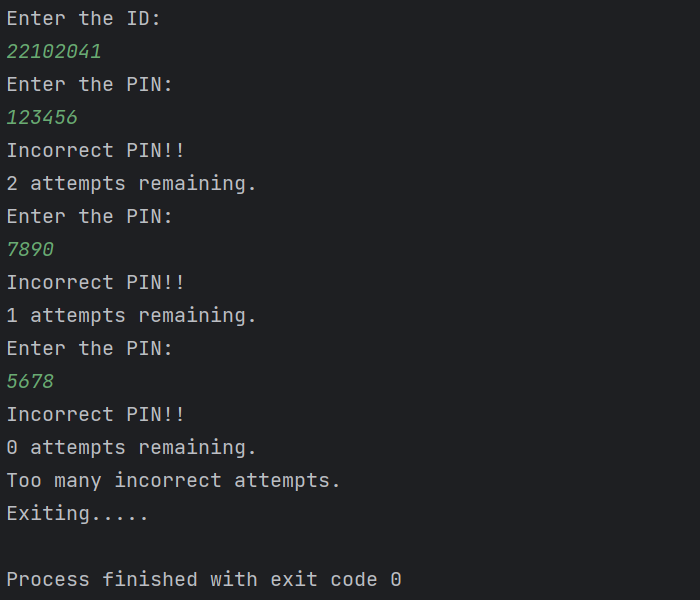 Enter the ID:
22102041
Enter the PIN:
123456
Incorrect PIN!!
2 attempts remaining.
Enter the PIN:
7890
Incorrect PIN!!
1 attempts remaining.
Enter the PIN:
5678
Incorrect PIN!!
0 attempts remaining.
Too many incorrect attempts.
Exiting.....
Process finished with exit code 0